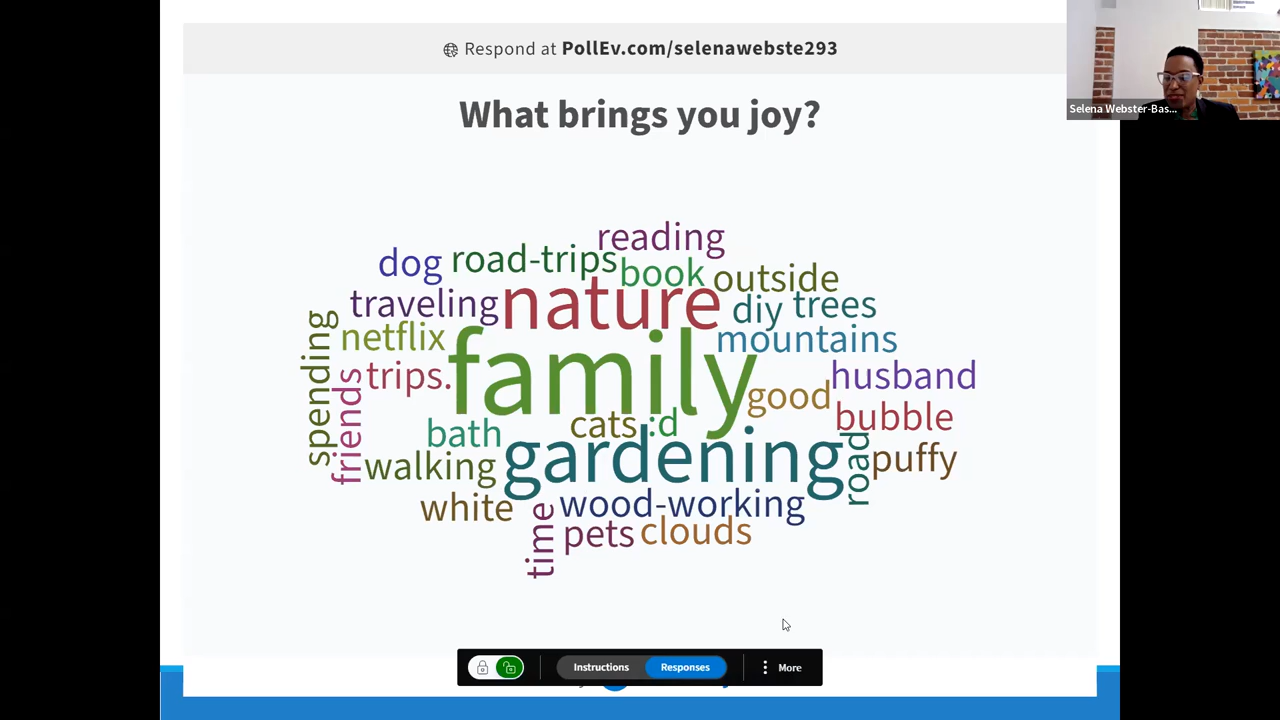 Respond at PollEv.com/selenawebste293
What brings you joy?
Selena Webster-Bas...
reading
dog road-trips book outside
traveling nature diy trees
spending netflix family mountains
friends trips. good husband
bath cats :d bubble
walking gardening road puffy
white wood-working
time pets clouds
Instructions Responses More